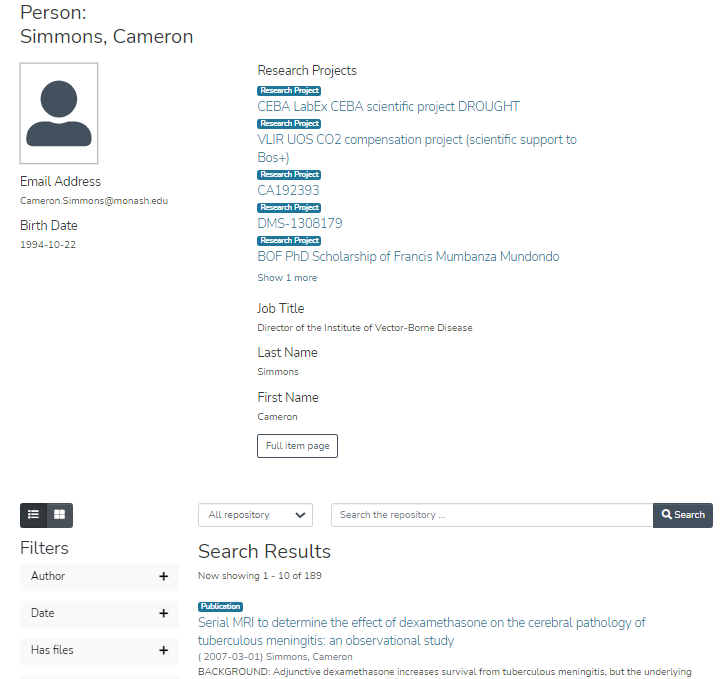 Person:
Simmons, Cameron
Email Address
Cameron.Simmons@monash.edu
Birth Date
1994-10-22
Research Projects
Research Project
CEBA LabEx CEBA scientific project DROUGHT
Research Project
VLIR UOS CO2 compensation project (scientific support to
Bos+)
Research Project
CA192393
Research Project
DMS-1308179
Research Project
BOF PhD Scholarship of Francis Mumbanza Mundondo
Show 1 more
Job Title
Director of the Institute of Vector-Borne Disease
Last Name
Simmons
First Name
Cameron
Full item page
All repository
Search the repository ...
Search
Filters
Author
Date
Has files
Search Results
Now showing 1 - 10 of 189
Publication
Serial MRI to determine the effect of dexamethasone on the cerebral pathology of
tuberculous meningitis: an observational study
( 2007-03-01) Simmons, Cameron
BACKGROUND: Adjunctive dexamethasone increases survival from tuberculous meningitis, but the underlying